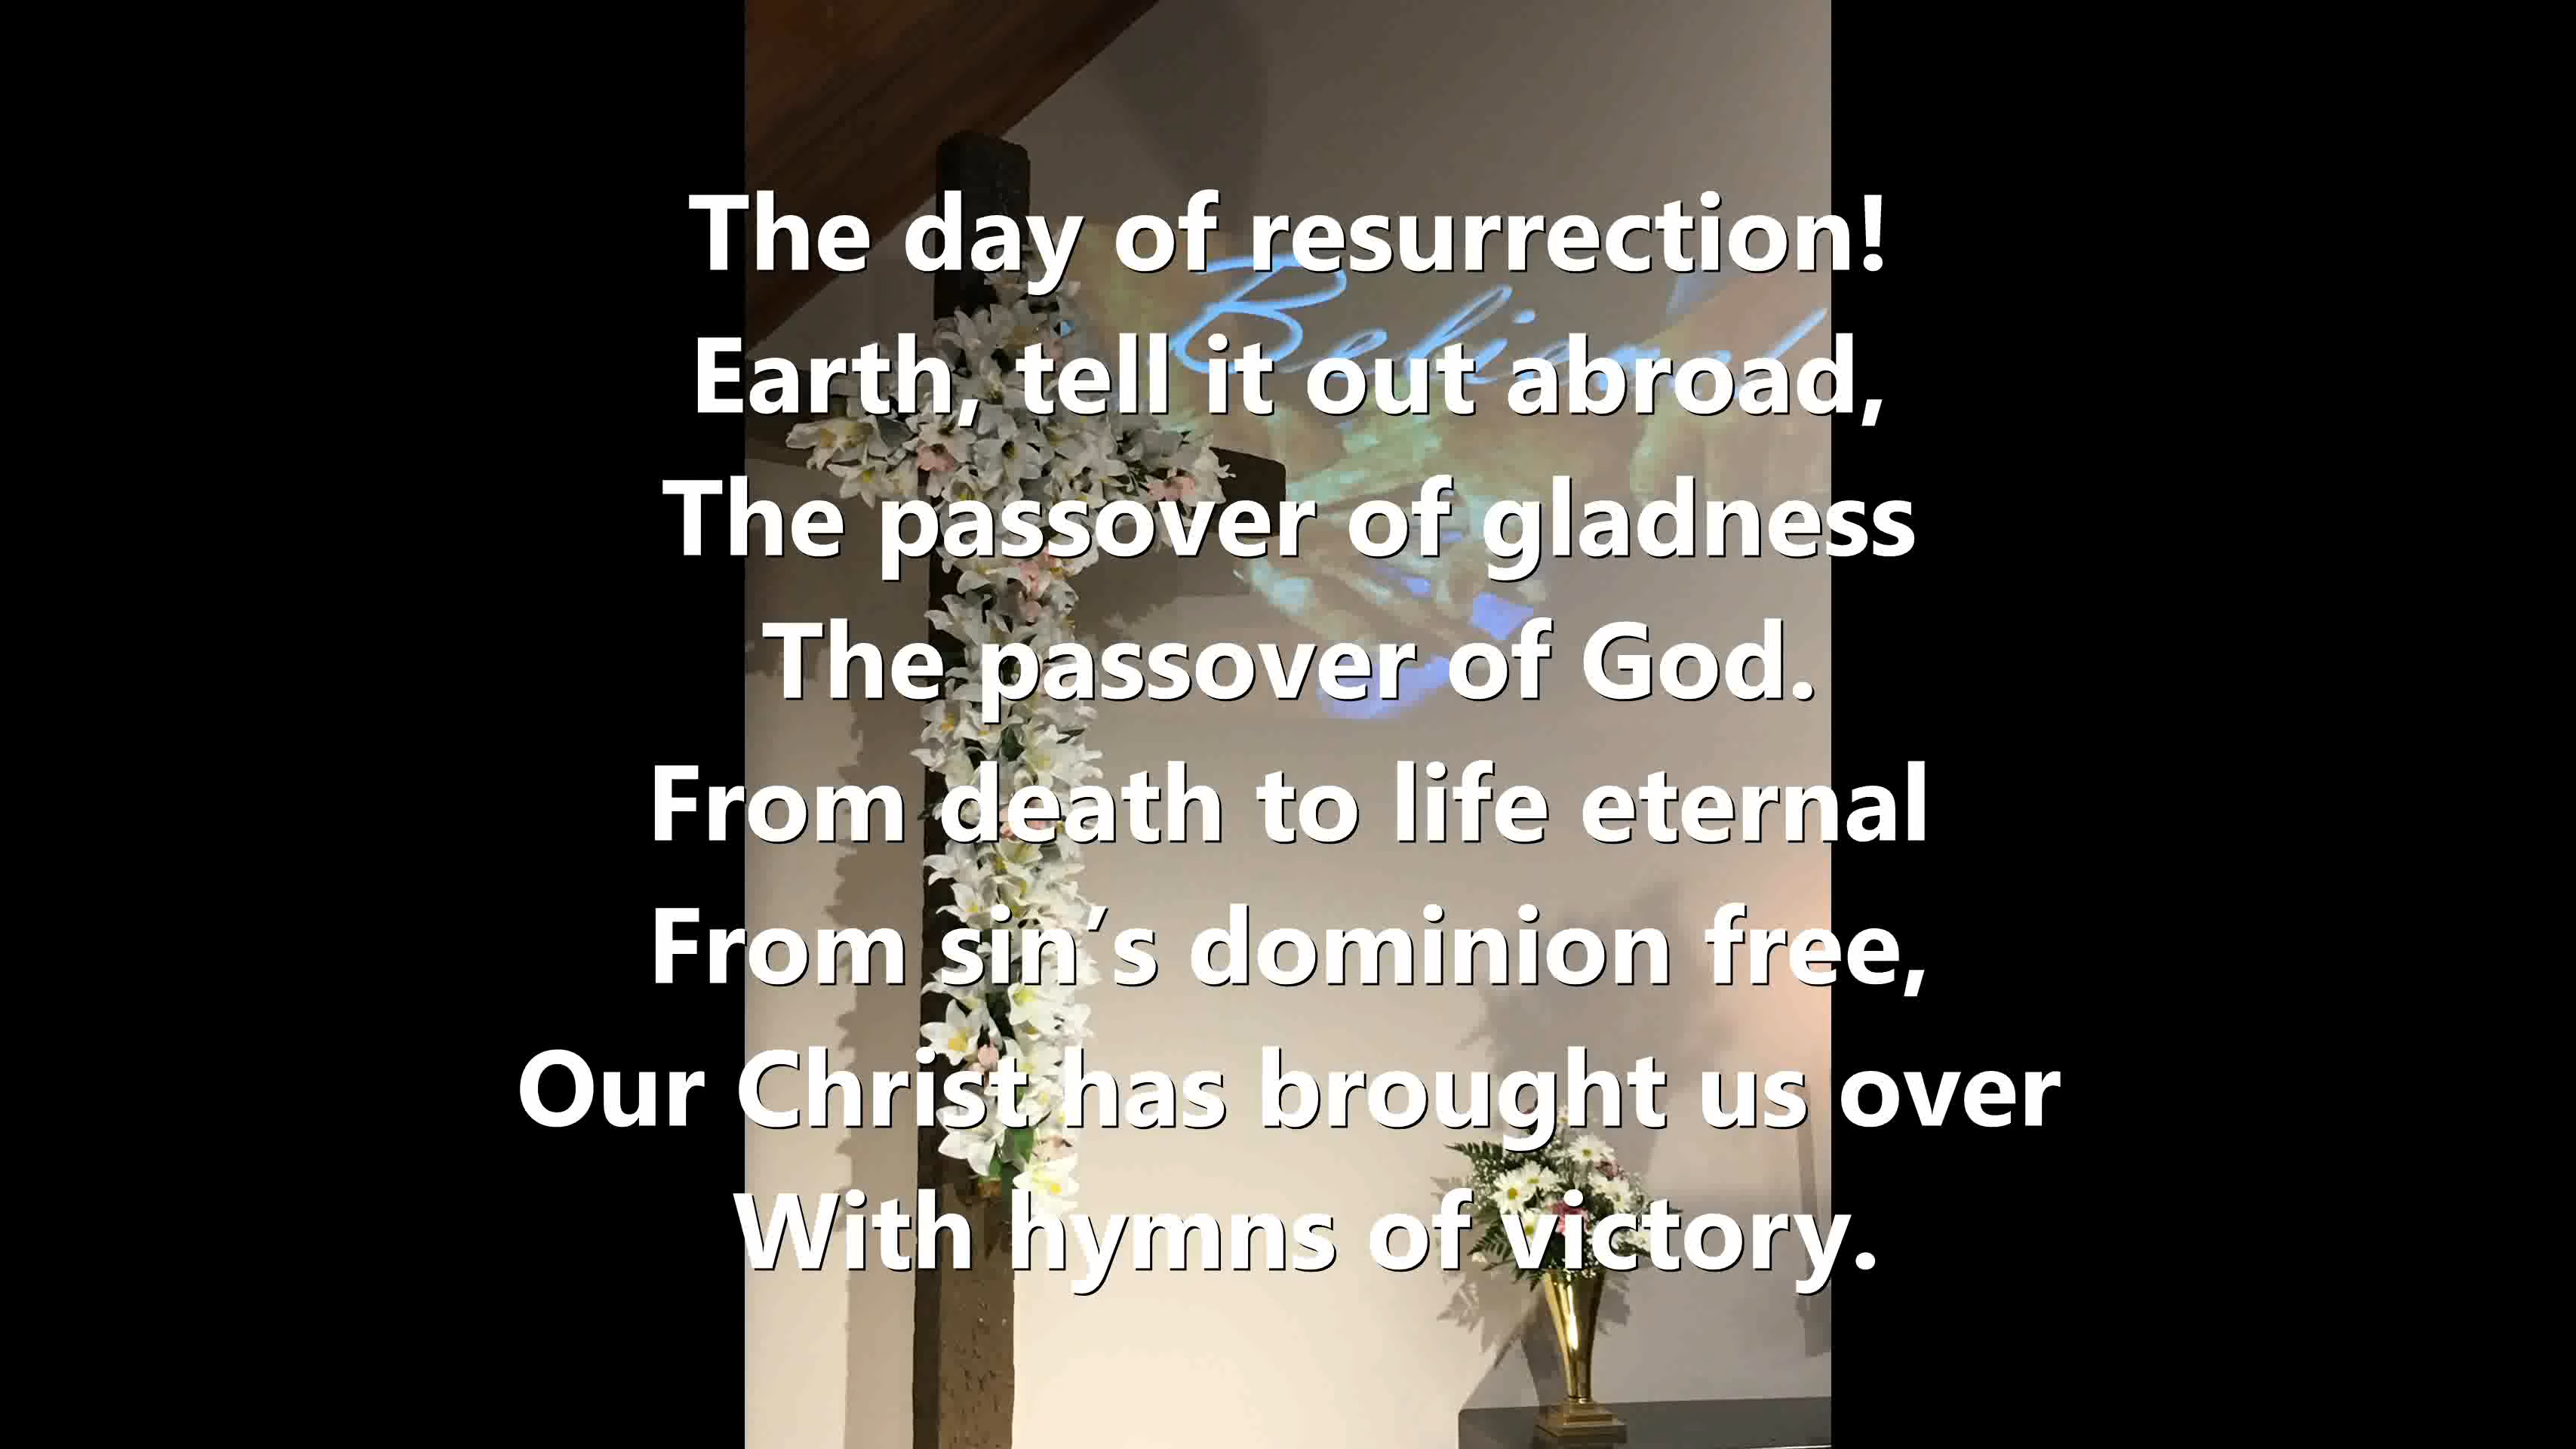 The day of resurrection!
Believe!
Earth, tell it out abroad,
The passover of gladness
The passover of God.
From death to life eternal
From sin’s dominion free,
Our Christ has brought us over
With hymns of victory.